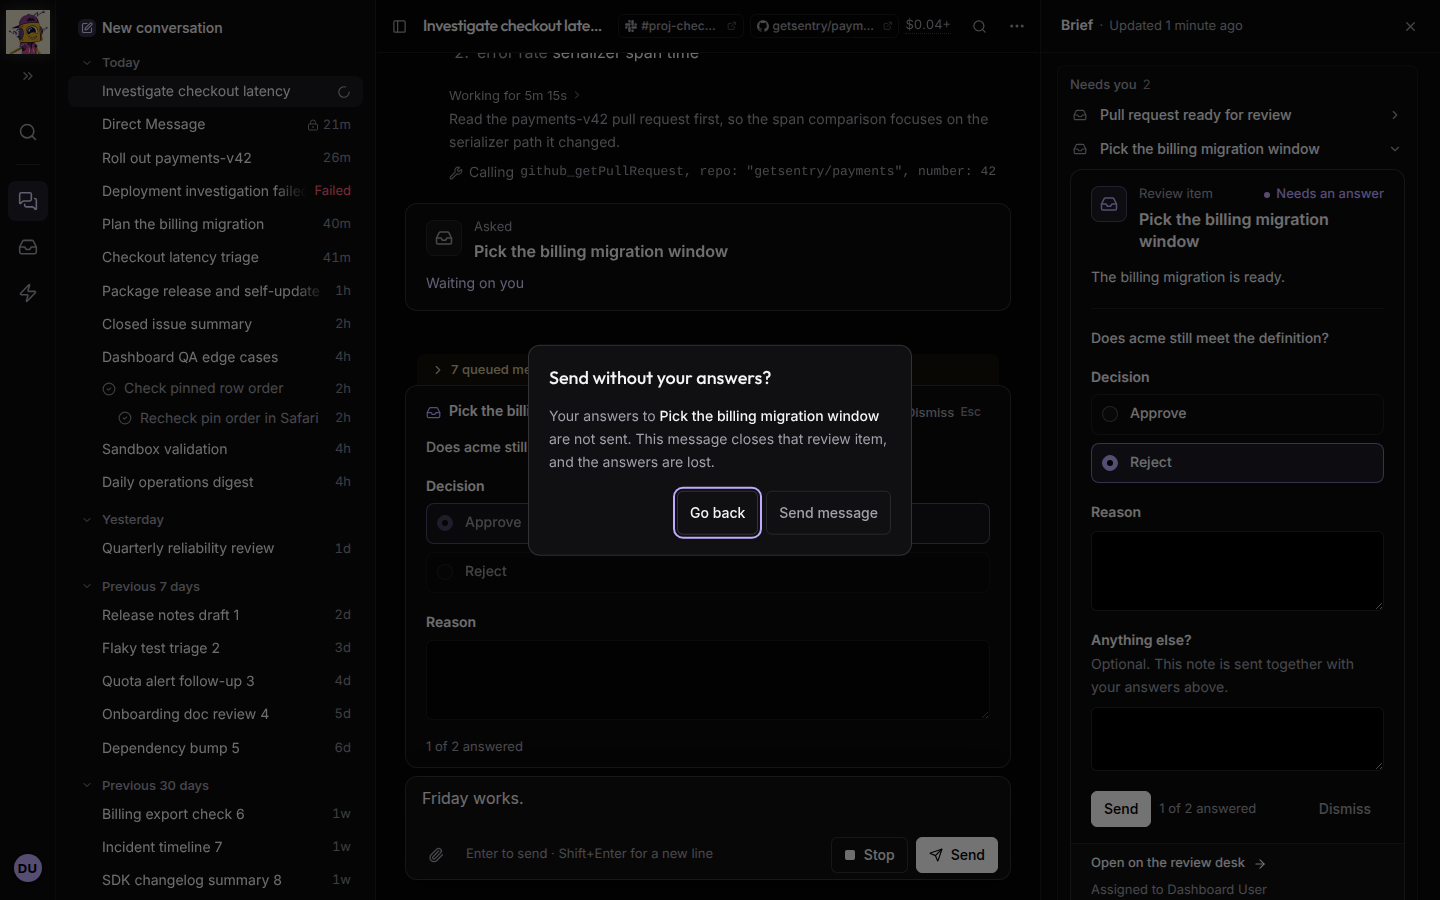 New conversation
Today
Investigate checkout latency
Direct Message 21m
Roll out payments-v42 26m
Deployment investigation failed Failed
Plan the billing migration 40m
Checkout latency triage 41m
Package release and self-update 1h
Closed issue summary 2h
Dashboard QA edge cases 4h
Check pinned row order 2h
Recheck pin order in Safari 2h
Sandbox validation 4h
Daily operations digest 4h
Yesterday
Quarterly reliability review 1d
Previous 7 days
Release notes draft 1 2d
Flaky test triage 2 3d
Quota alert follow-up 3 4d
Onboarding doc review 4 5d
Dependency bump 5 6d
Previous 30 days
Billing export check 6 1w
Incident timeline 7 1w
SDK changelog summary 8 1w
DU
Investigate checkout late... #proj-chec... getsentry/paym... $0.04+
2. error rate serializer span time
Working for 5m 15s
Read the payments-v42 pull request first, so the span comparison focuses on the
serializer path it changed.
Calling github_getPullRequest, repo: "getsentry/payments", number: 42
Asked
Pick the billing migration window
Waiting on you
7 queued me
Pick the billi
Dismiss Esc
Does acme still
Decision
Approve
Reject
Reason
1 of 2 answered
Friday works.
Enter to send · Shift+Enter for a new line
Stop
Send
Send without your answers?
Your answers to Pick the billing migration window
are not sent. This message closes that review item,
and the answers are lost.
Go back
Send message
Brief · Updated 1 minute ago
Needs you 2
Pull request ready for review
Pick the billing migration window
Review item
Needs an answer
Pick the billing migration
window
The billing migration is ready.
Does acme still meet the definition?
Decision
Approve
Reject
Reason
Anything else?
Optional. This note is sent together with
your answers above.
Send 1 of 2 answered Dismiss
Open on the review desk →
Assigned to Dashboard User